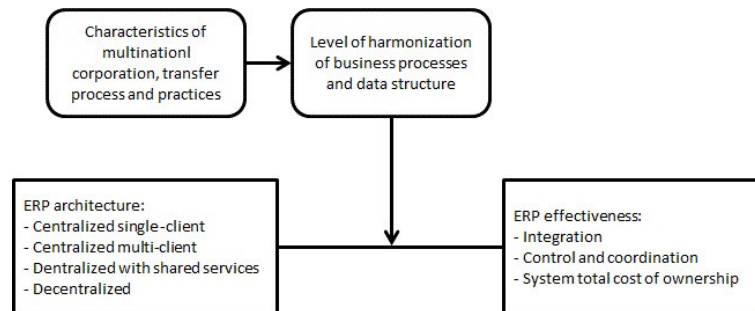 Characteristics of
multinationl
corporation, transfer
process and practices
Level of harmonization
of business processes
and data structure
ERP architecture:
- Centralized single-client
- Centralized multi-client
- Dentralized with shared services
- Decentralized
ERP effectiveness:
- Integration
- Control and coordination
- System total cost of ownership